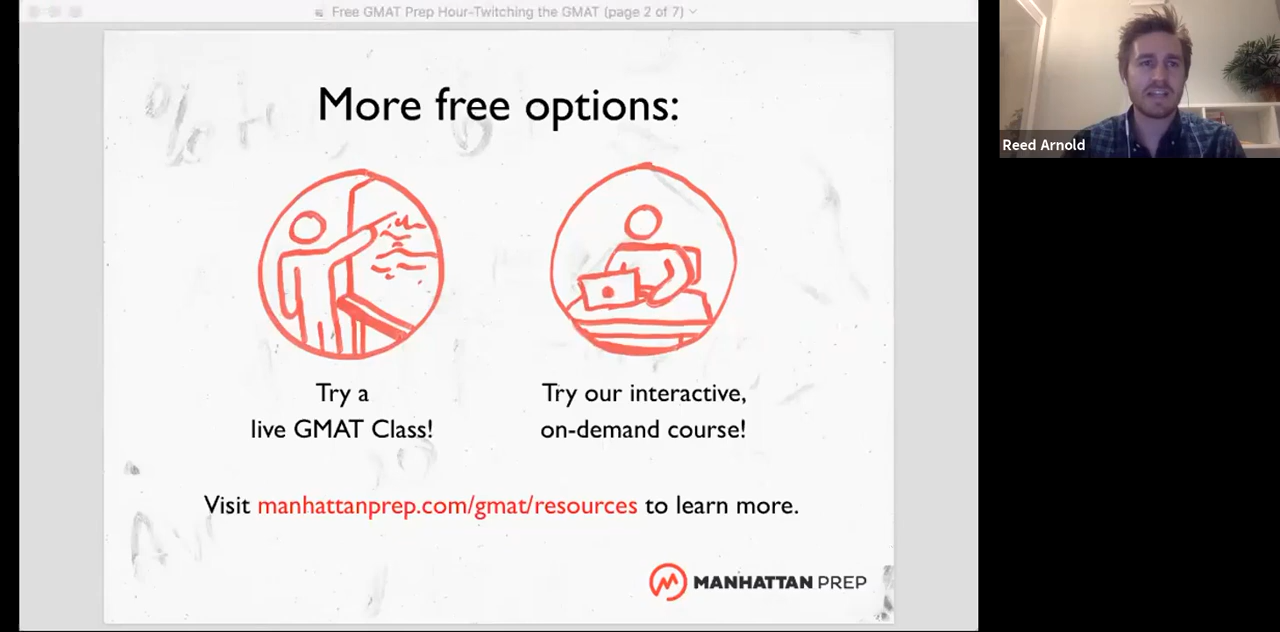 Free GMAT Prep Hour-Twitching the GMAT (page 2 of 7)
Reed Arnold
More free options:
Try a
live GMAT Class!
Try our interactive,
on-demand course!
Visit manhattanprep.com/gmat/resources to learn more.
MANHATTAN PREP